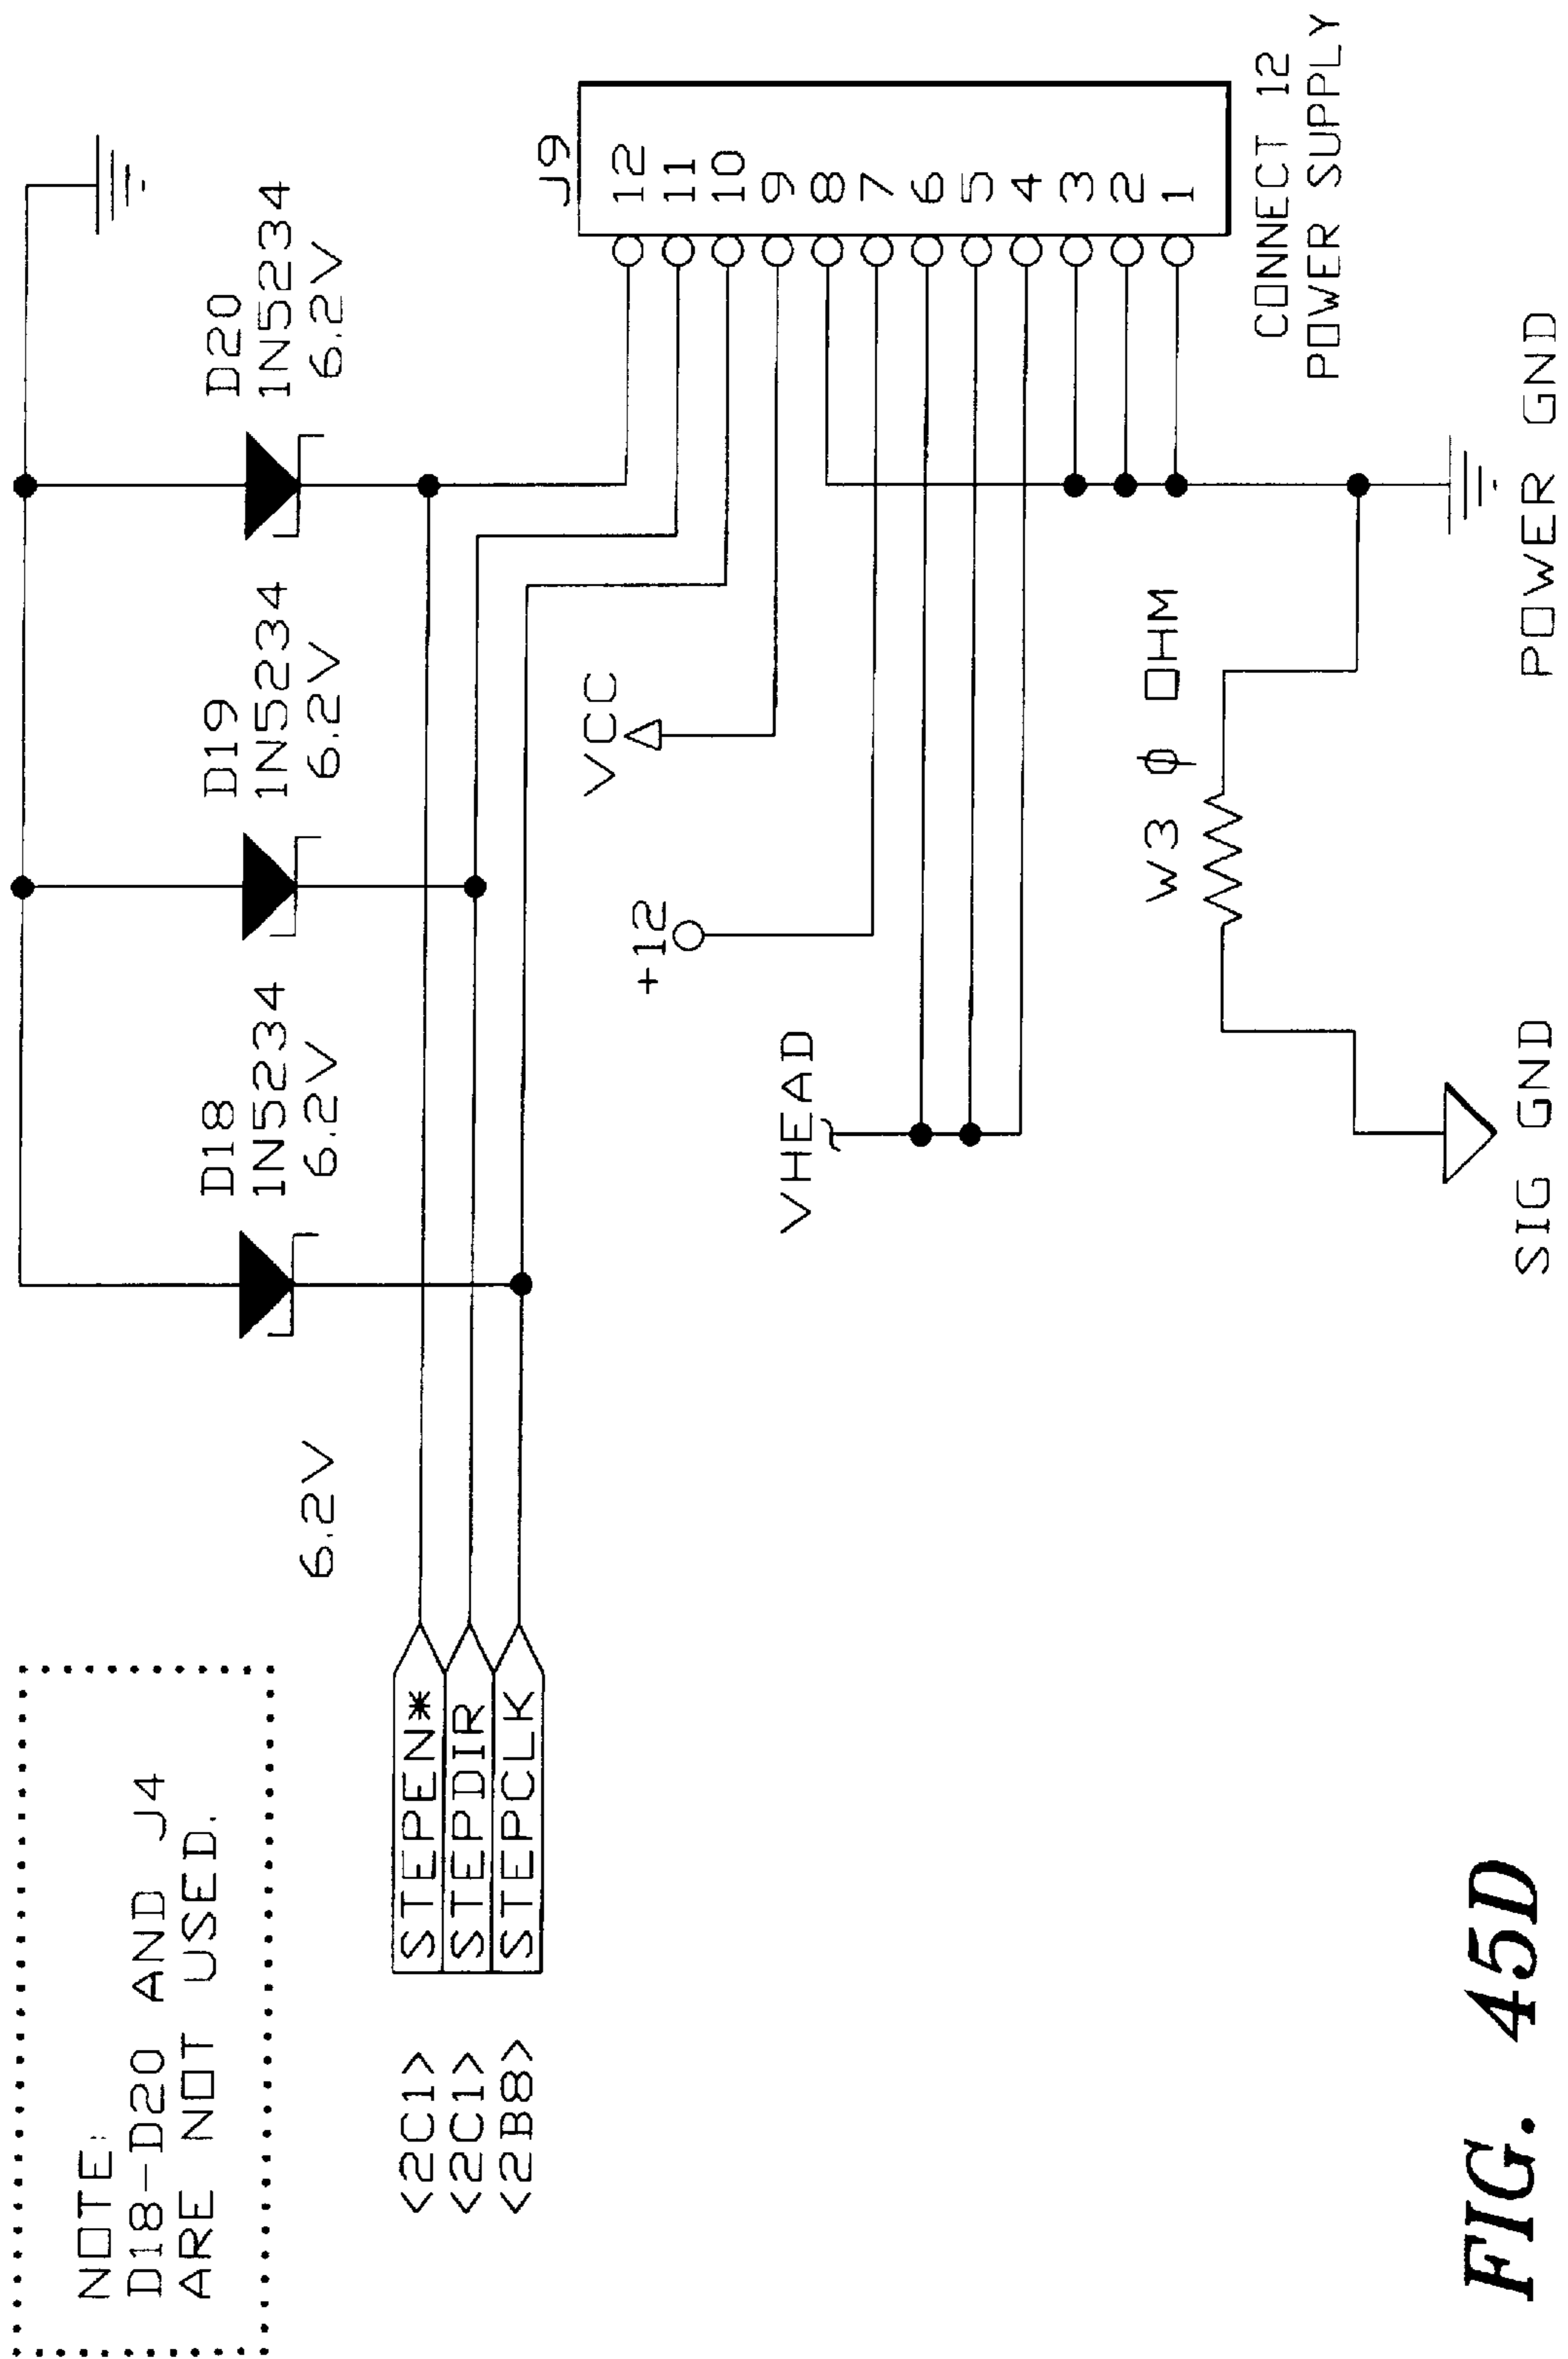 NOTE:
D18-D20 AND J4
ARE NOT USED.
6.2V
D18
1N5234
6.2V
D19
1N5234
6.2V
D20
1N5234
6.2V
<2C1> STEPEN*
<2C1> STEPDIR
<2B8> STEPCLK
VCC
+12
VHEAD
J9
12
11
10
9
8
7
6
5
4
3
2
1
CONNECT 12
POWER SUPPLY
W3 ϕ OHM
SIG GND
POWER GND
FIG. 45D